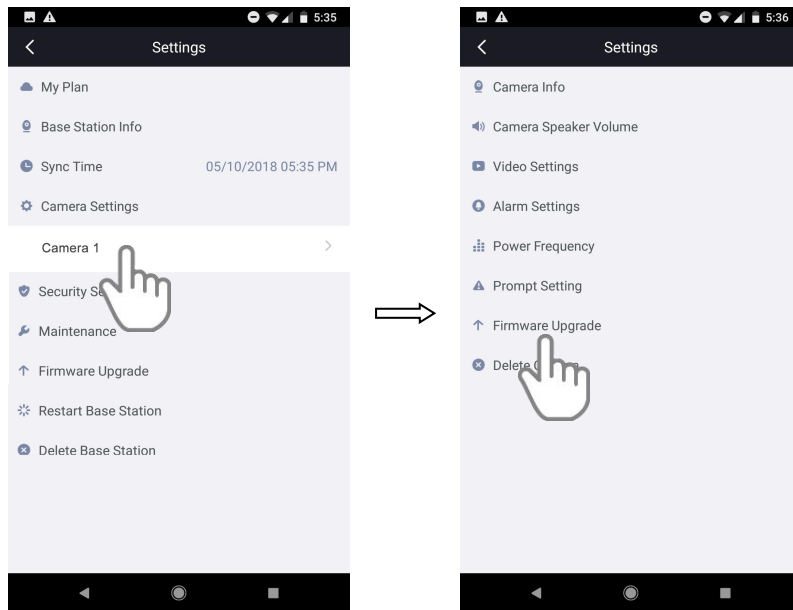 5:35
Settings
My Plan
Base Station Info
Sync Time 05/10/2018 05:35 PM
Camera Settings
Camera 1
Security Se
Maintenance
Firmware Upgrade
Restart Base Station
Delete Base Station
5:36
Settings
Camera Info
Camera Speaker Volume
Video Settings
Alarm Settings
Power Frequency
Prompt Setting
Firmware Upgrade
Delete